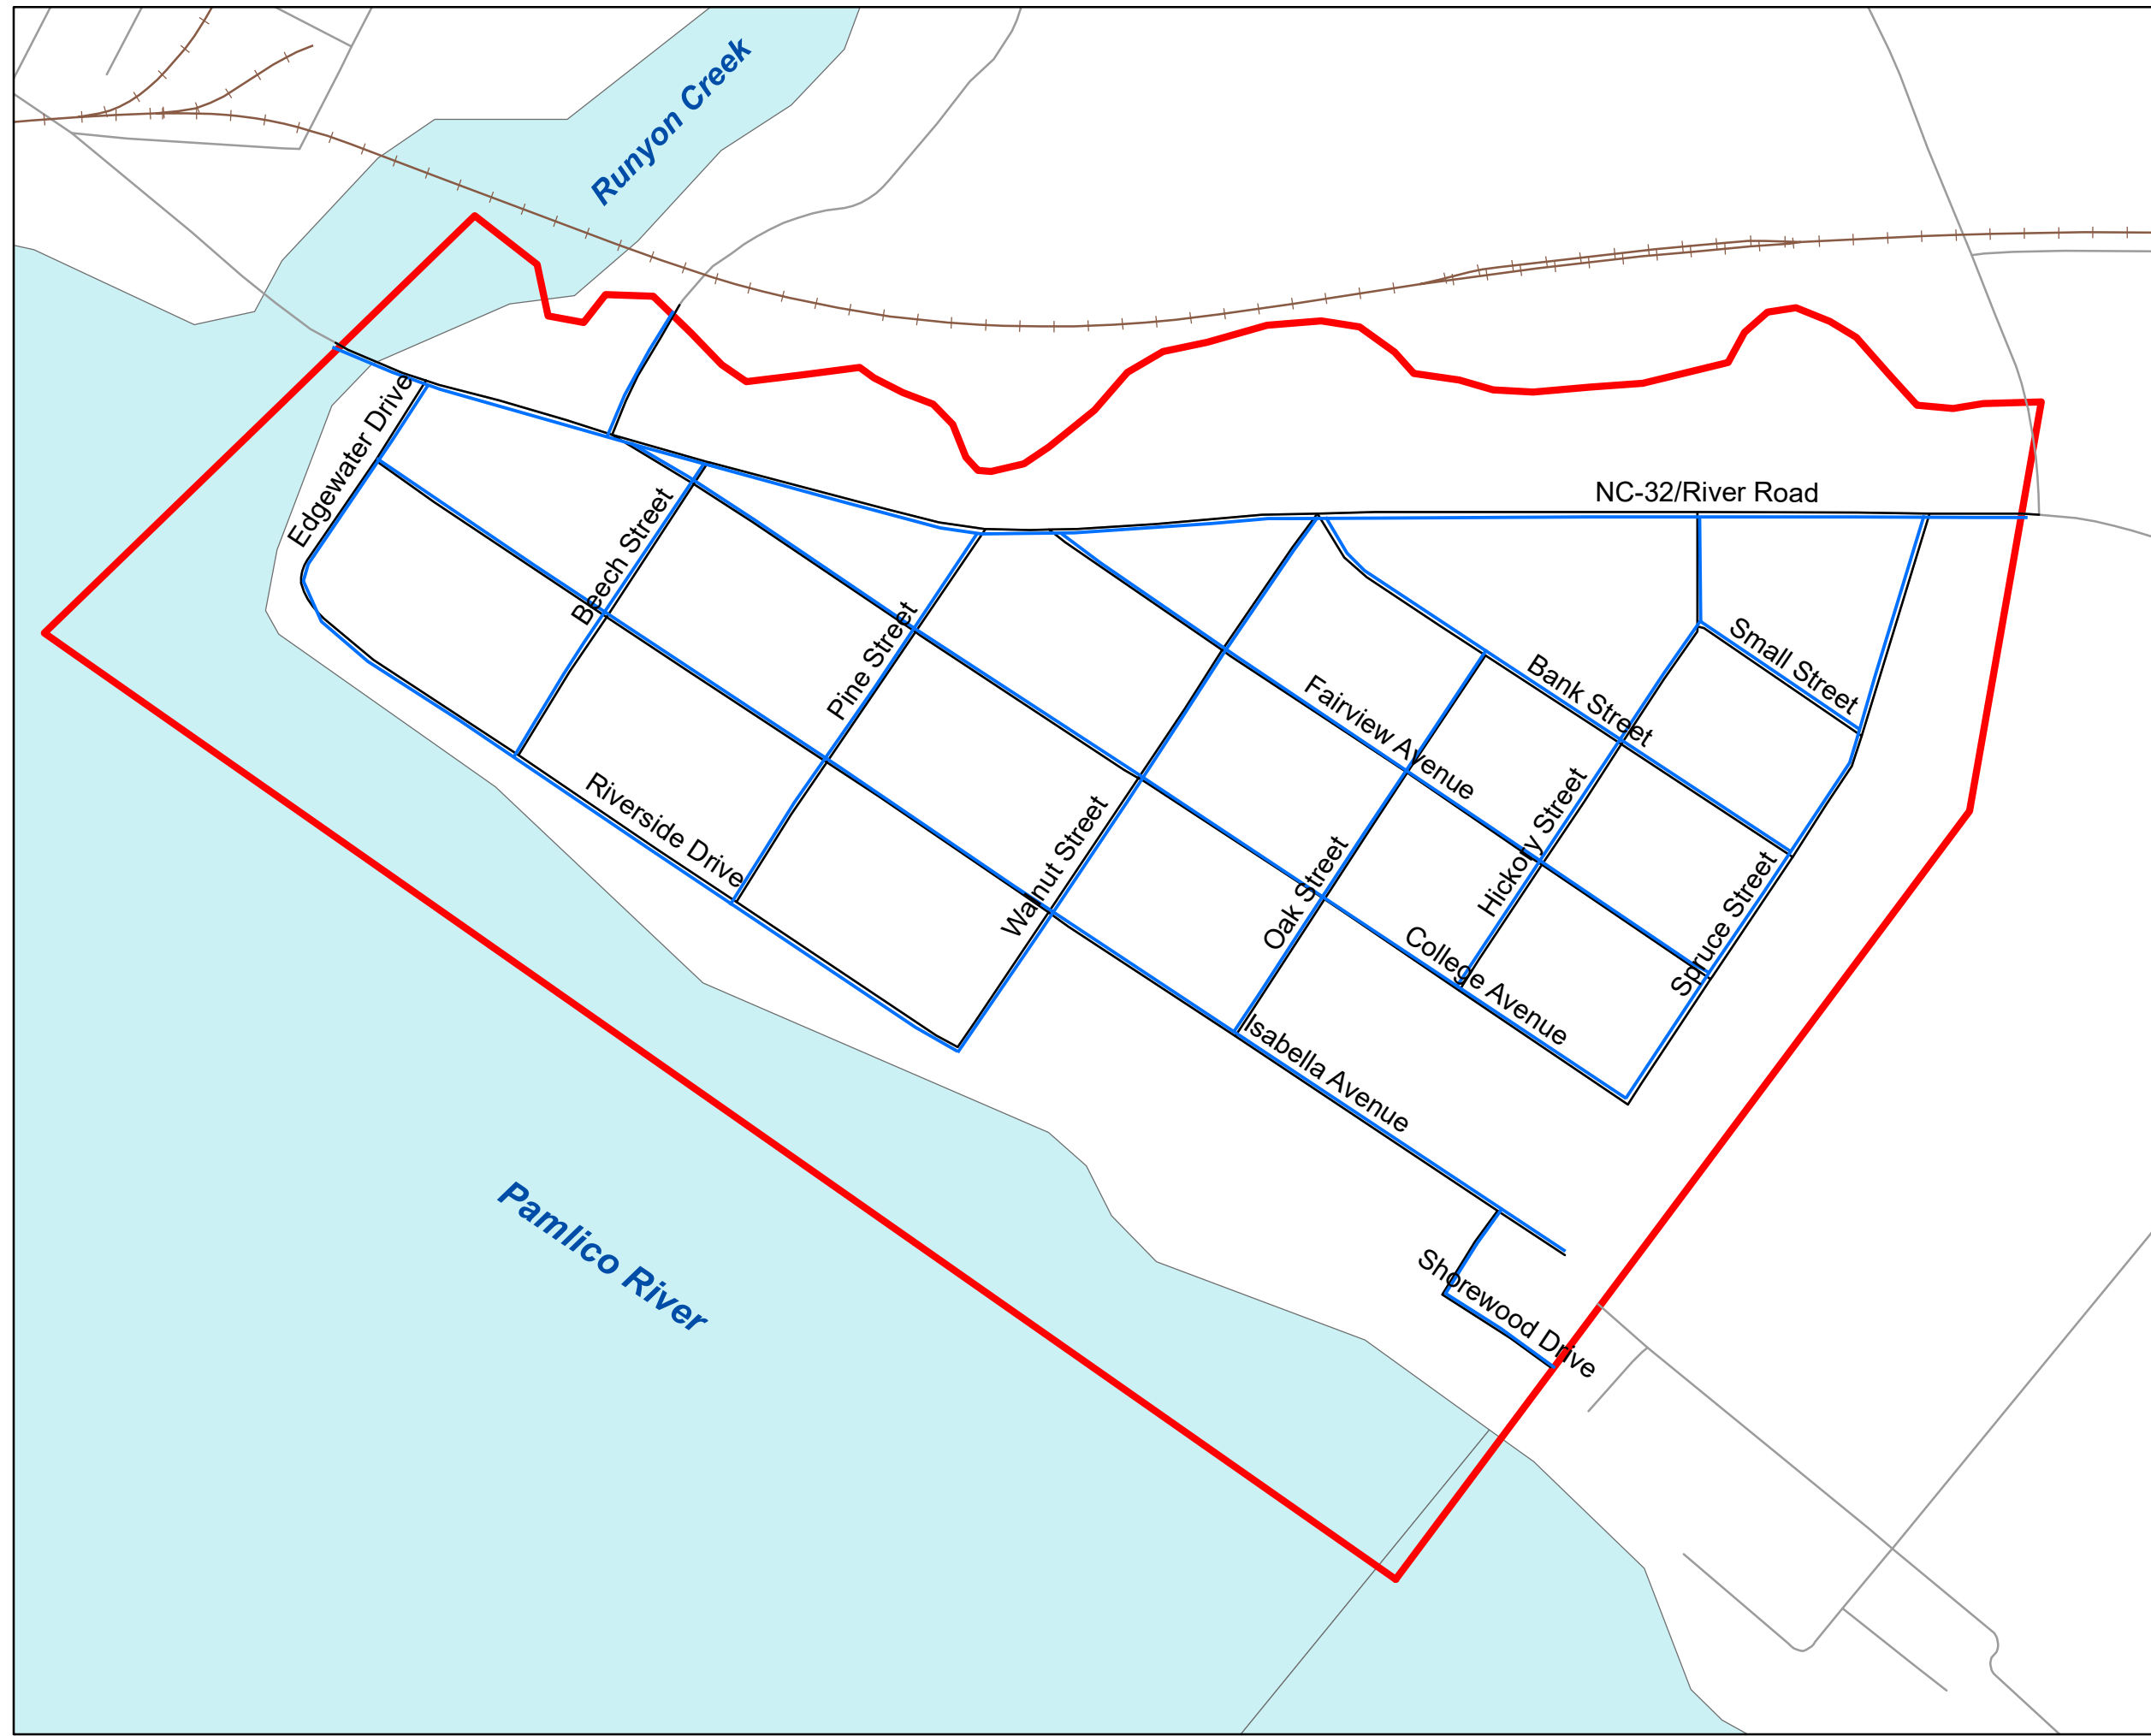 Runyon Creek
Edgewater Drive
NC-32/River Road
Beech Street
Pine Street
Small Street
Bank Street
Fairview Avenue
Riverside Drive
Walnut Street
Hickory Street
Oak Street
Spruce Street
College Avenue
Isabella Avenue
Pamlico River
Shorewood Drive